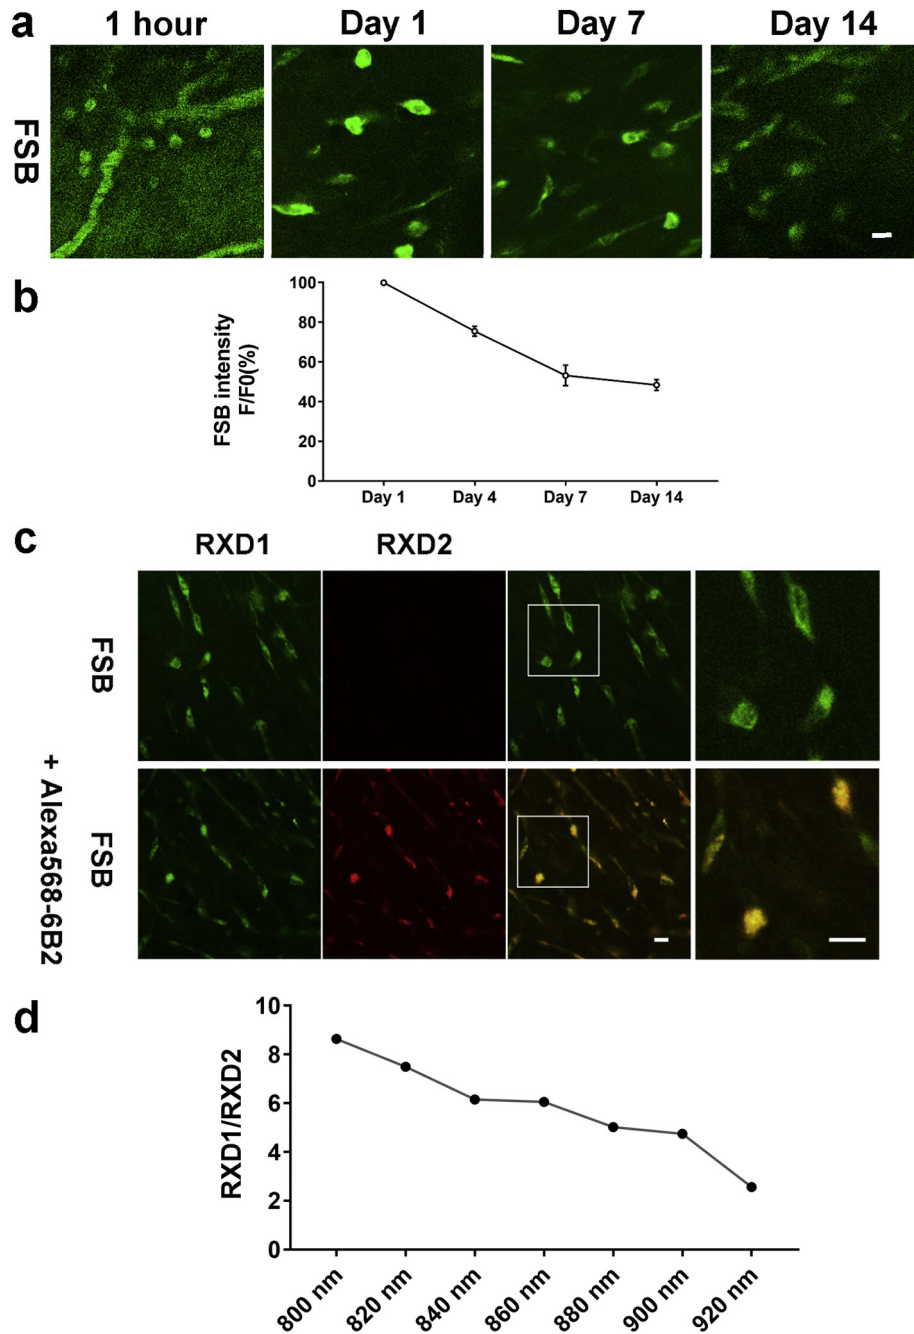 a
1 hour
Day 1
Day 7
Day 14
FSB
b
FSB intensity
F/F0(%)
100
80
60
40
20
0
Day 1
Day 4
Day 7
Day 14
c
RXD1
RXD2
FSB
FSB
+ Alexa568-6B2
d
RXD1/RXD2
10
8
6
4
2
0
800 nm
820 nm
840 nm
860 nm
880 nm
900 nm
920 nm